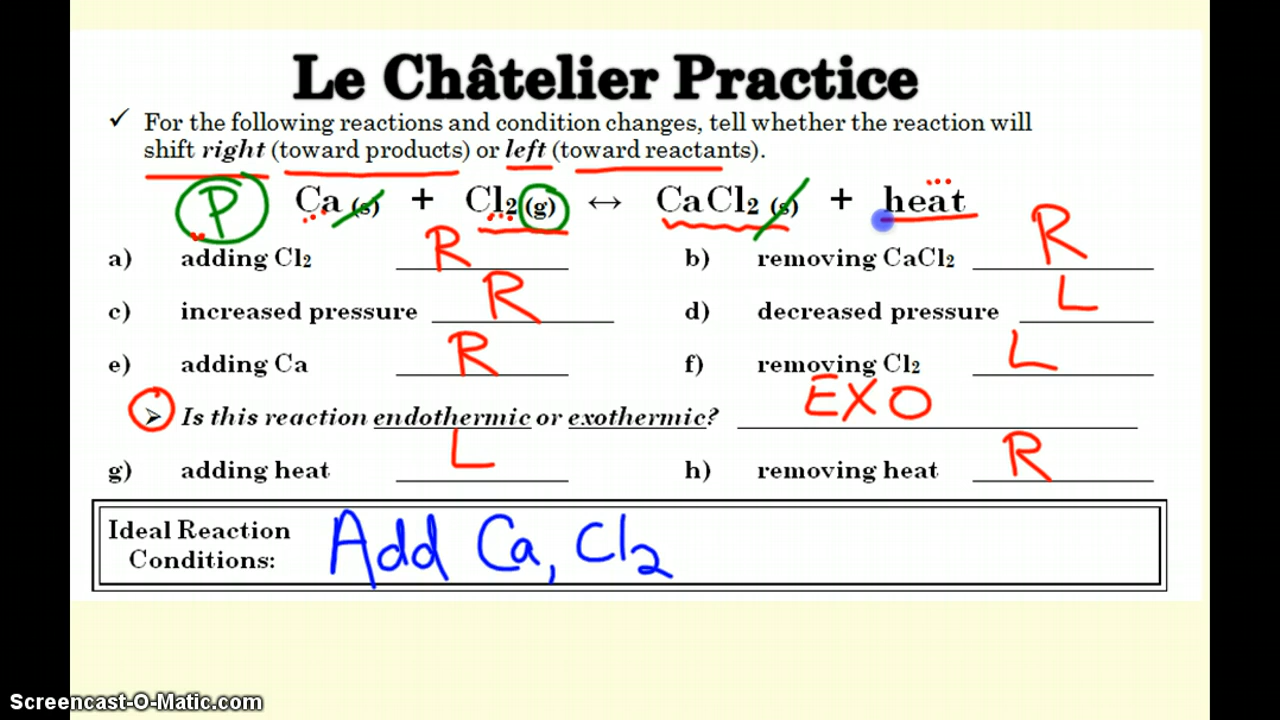 Le Châtelier Practice
✓ For the following reactions and condition changes, tell whether the reaction will
shift right (toward products) or left (toward reactants).
P Ca (s) + Cl₂ (g) ↔ CaCl₂ (s) + heat
a) adding Cl₂ R b) removing CaCl₂ R
c) increased pressure R d) decreased pressure L
e) adding Ca R f) removing Cl₂ L
➢ Is this reaction endothermic or exothermic? EXO
g) adding heat L h) removing heat R
Ideal Reaction
Conditions: Add Ca, Cl₂
Screencast-O-Matic.com